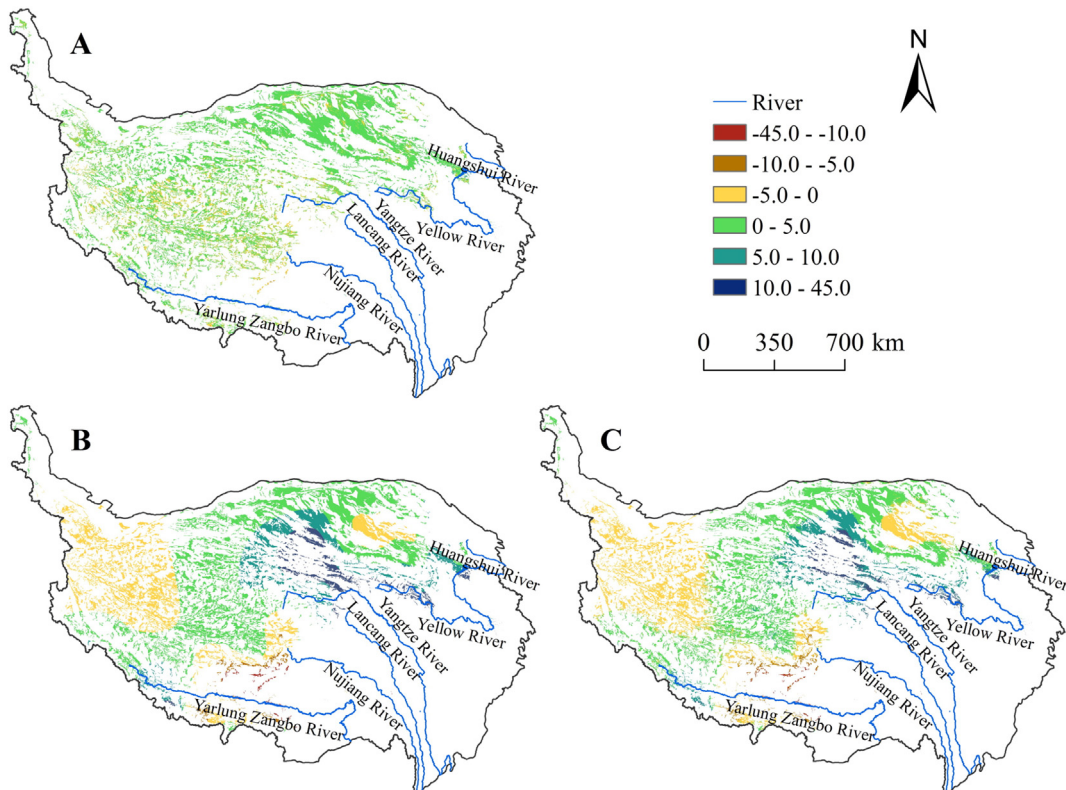 A
Huangshui River
Yangtze River
Lancang River
Yellow River
Nujiang River
Yarlung Zangbo River
N
River
-45.0 - -10.0
-10.0 - -5.0
-5.0 - 0
0 - 5.0
5.0 - 10.0
10.0 - 45.0
0 350 700 km
B
Huangshui River
Yangtze River
Lancang River
Yellow River
Nujiang River
Yarlung Zangbo River
C
Huangshui River
Yangtze River
Lancang River
Yellow River
Nujiang River
Yarlung Zangbo River